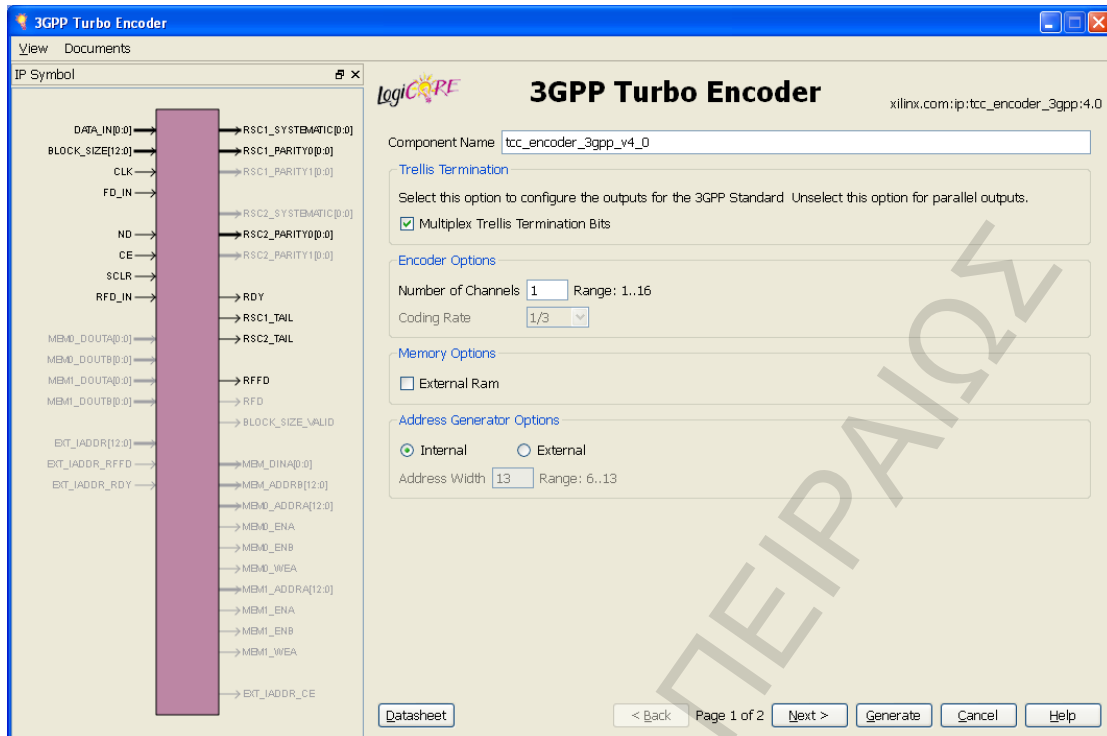 3GPP Turbo Encoder
View Documents
IP Symbol
DATA_IN[0:0]
BLOCK_SIZE[12:0]
CLK
FD_IN
ND
CE
SCLR
RFD_IN
MEM0_DOUTA[0:0]
MEM0_DOUTB[0:0]
MEM1_DOUTA[0:0]
MEM1_DOUTB[0:0]
EXT_IADDR[12:0]
EXT_IADDR_RFFD
EXT_IADDR_RDY
RSC1_SYSTEMATIC[0:0]
RSC1_PARITY0[0:0]
RSC1_PARITY1[0:0]
RSC2_SYSTEMATIC[0:0]
RSC2_PARITY0[0:0]
RSC2_PARITY1[0:0]
RDY
RSC1_TAIL
RSC2_TAIL
RFFD
RFD
BLOCK_SIZE_VALID
MEM_DINA[0:0]
MEM_ADDRB[12:0]
MEM0_ADDRA[12:0]
MEM0_ENA
MEM0_ENB
MEM0_WEA
MEM1_ADDRA[12:0]
MEM1_ENA
MEM1_ENB
MEM1_WEA
EXT_IADDR_CE
LogiCORE
3GPP Turbo Encoder
xilinx.com:ip:tcc_encoder_3gpp:4.0
Component Name tcc_encoder_3gpp_v4_0
Trellis Termination
Select this option to configure the outputs for the 3GPP Standard Unselect this option for parallel outputs.
Multiplex Trellis Termination Bits
Encoder Options
Number of Channels 1 Range: 1..16
Coding Rate 1/3
Memory Options
External Ram
Address Generator Options
Internal External
Address Width 13 Range: 6..13
Datasheet < Back Page 1 of 2 Next > Generate Cancel Help
ΠΕΙΡΑΙΩΣ